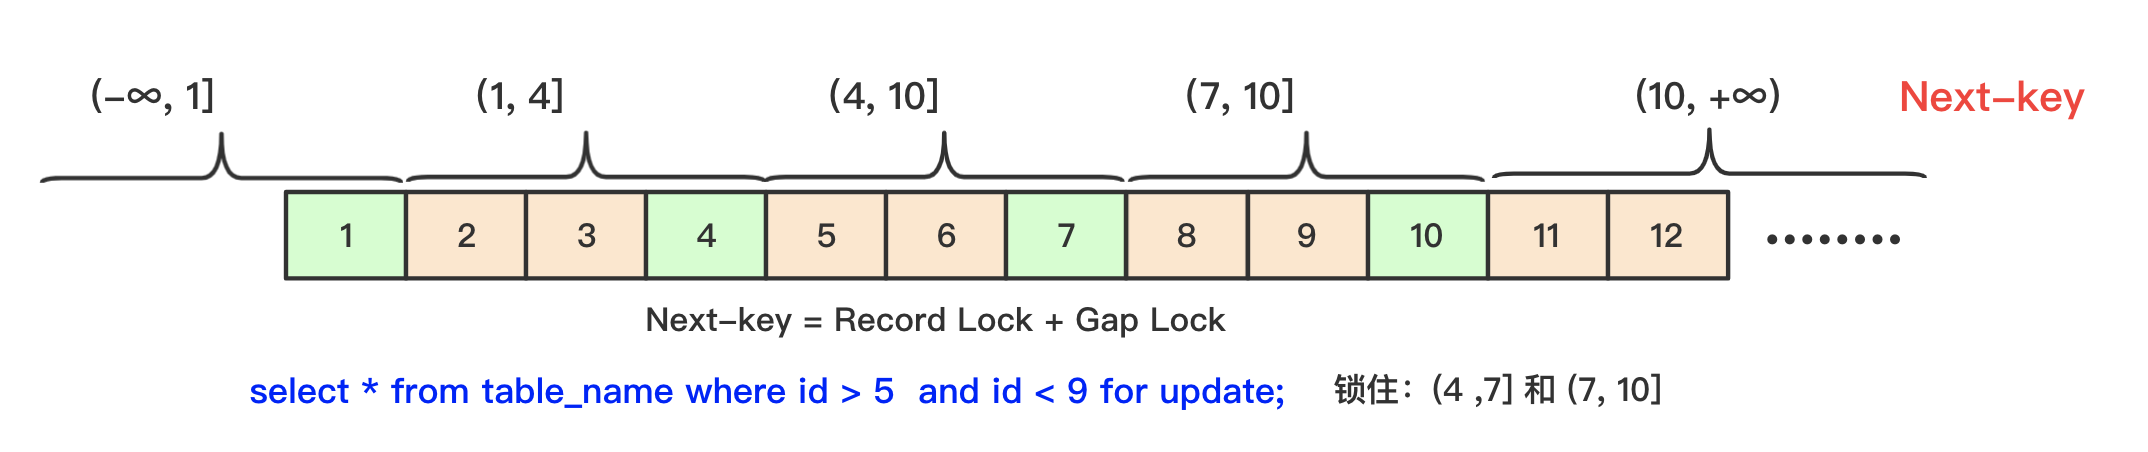 (-∞, 1] (1, 4] (4, 10] (7, 10] (10, +∞) Next-key
1 2 3 4 5 6 7 8 9 10 11 12 ········
Next-key = Record Lock + Gap Lock
select * from table_name where id > 5 and id < 9 for update; 锁住：(4 ,7] 和 (7, 10]